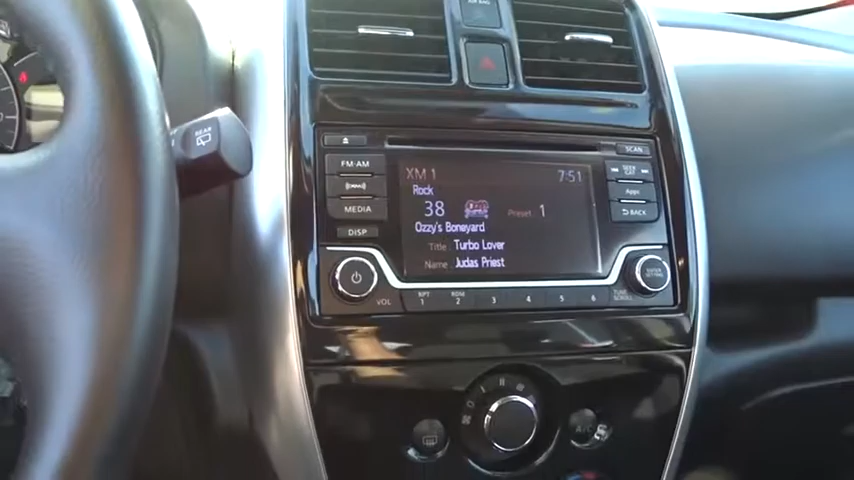 REAR
SCAN
FM·AM
MEDIA
DISP
XM 1
7:51
Rock
38
Preset 1
Ozzy's Boneyard
Title Turbo Lover
Name Judas Priest
SEEK
CAT
APPS
BACK
VOL
RPT
1
RDM
2
3
4
5
6
TUNE
SCROLL
ENTER
SETTING
A/C